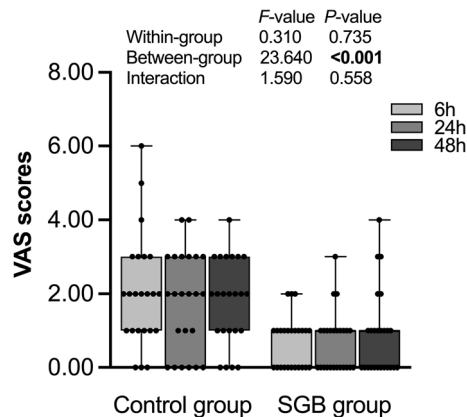 F-value P-value
Within-group 0.310 0.735
Between-group 23.640 <0.001
Interaction 1.590 0.558
8.00
6.00
4.00
2.00
0.00
VAS scores
6h
24h
48h
Control group SGB group